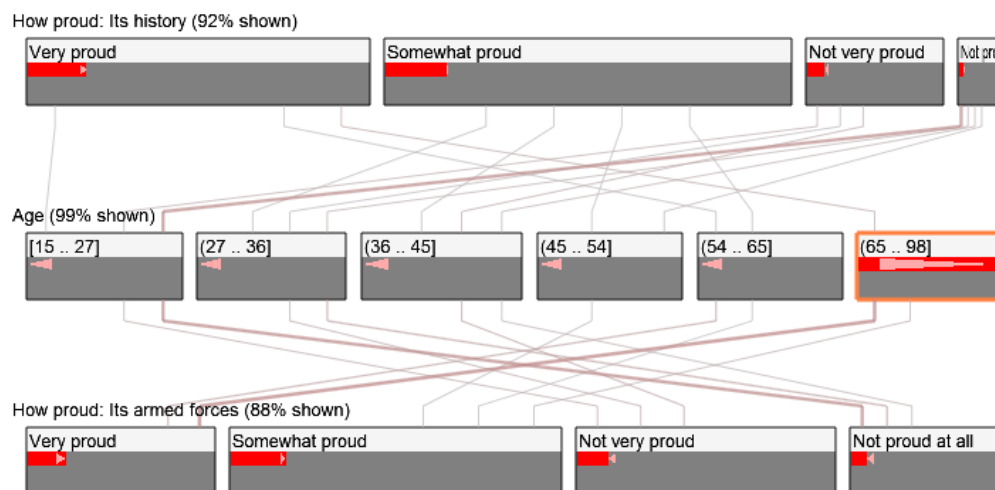 How proud: Its history (92% shown)
Very proud Somewhat proud Not very proud Not
Age (99% shown)
[15 .. 27] (27 .. 36] (36 .. 45] (45 .. 54] (54 .. 65] (65 .. 98]
How proud: Its armed forces (88% shown)
Very proud Somewhat proud Not very proud Not proud at all